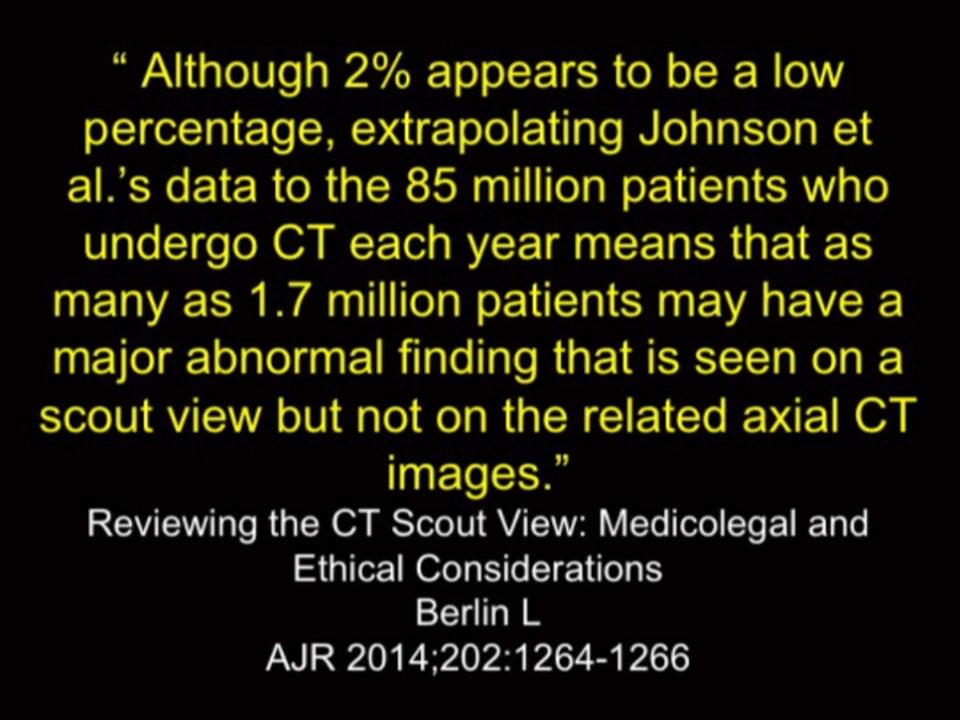 “ Although 2% appears to be a low
percentage, extrapolating Johnson et
al.’s data to the 85 million patients who
undergo CT each year means that as
many as 1.7 million patients may have a
major abnormal finding that is seen on a
scout view but not on the related axial CT
images.”
Reviewing the CT Scout View: Medicolegal and
Ethical Considerations
Berlin L
AJR 2014;202:1264-1266